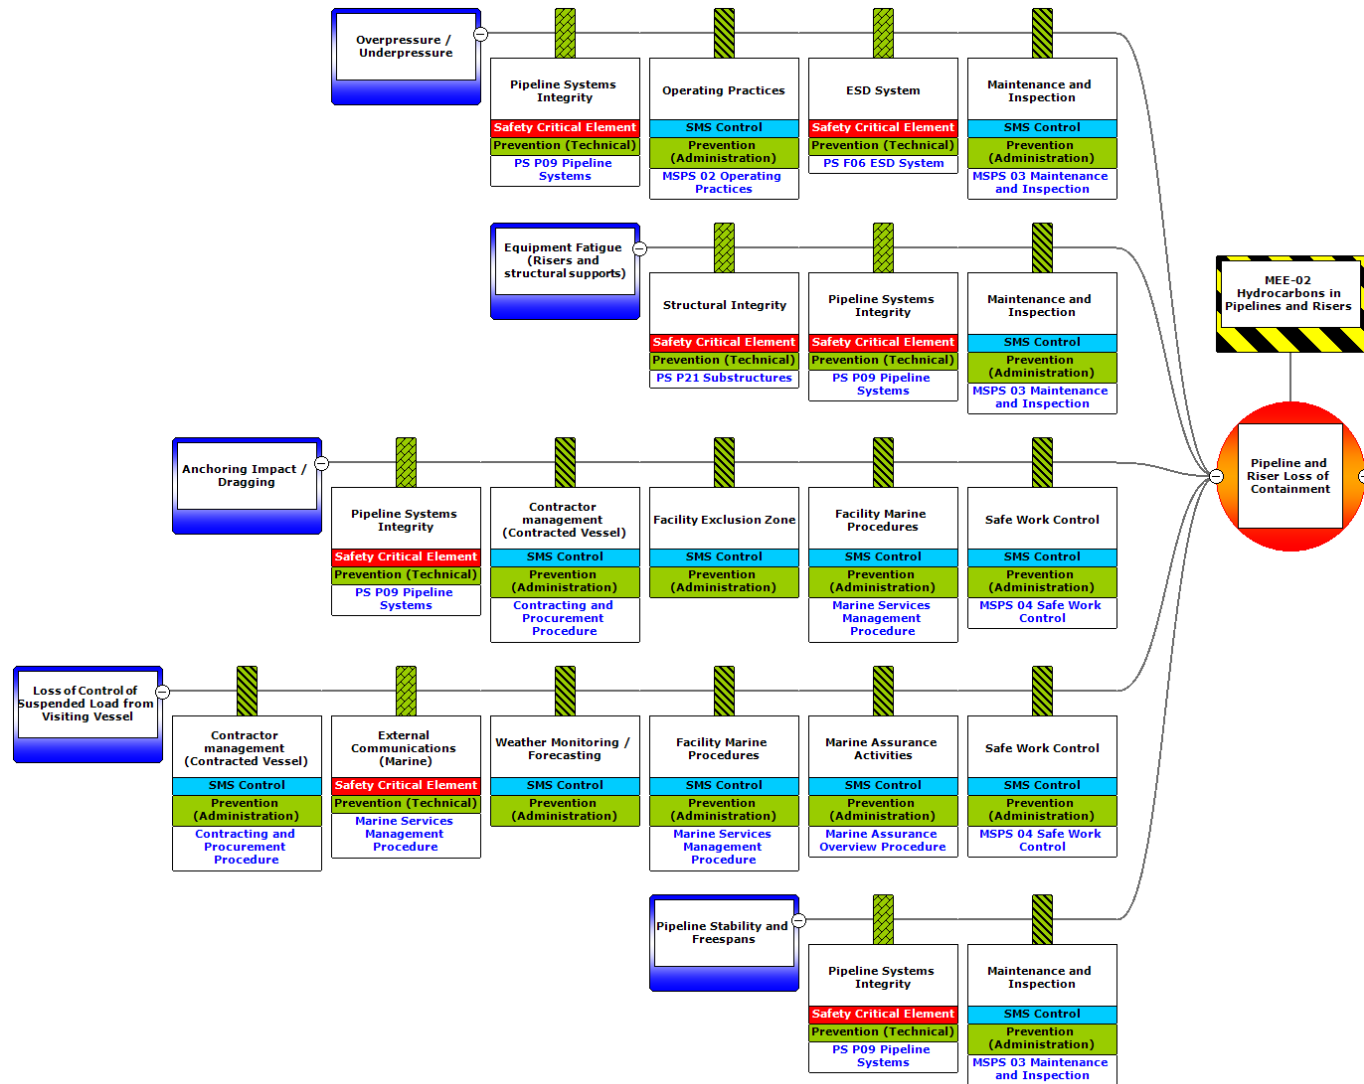 Overpressure /
Underpressure
Pipeline Systems
Integrity
Safety Critical Element
Prevention (Technical)
PS P09 Pipeline
Systems
Operating Practices
SMS Control
Prevention
(Administration)
MSPS 02 Operating
Practices
ESD System
Safety Critical Element
Prevention (Technical)
PS F06 ESD System
Maintenance and
Inspection
SMS Control
Prevention
(Administration)
MSPS 03 Maintenance
and Inspection
Equipment Fatigue
(Risers and
structural supports)
Structural Integrity
Safety Critical Element
Prevention (Technical)
PS P21 Substructures
Pipeline Systems
Integrity
Safety Critical Element
Prevention (Technical)
PS P09 Pipeline
Systems
Maintenance and
Inspection
SMS Control
Prevention
(Administration)
MSPS 03 Maintenance
and Inspection
MEE-02
Hydrocarbons in
Pipelines and Risers
Pipeline and
Riser Loss of
Containment
Anchoring Impact /
Dragging
Pipeline Systems
Integrity
Safety Critical Element
Prevention (Technical)
PS P09 Pipeline
Systems
Contractor
management
(Contracted Vessel)
SMS Control
Prevention
(Administration)
Contracting and
Procurement
Procedure
Facility Exclusion Zone
SMS Control
Prevention
(Administration)
Facility Marine
Procedures
SMS Control
Prevention
(Administration)
Marine Services
Management
Procedure
Safe Work Control
SMS Control
Prevention
(Administration)
MSPS 04 Safe Work
Control
Loss of Control of
Suspended Load from
Visiting Vessel
Contractor
management
(Contracted Vessel)
SMS Control
Prevention
(Administration)
Contracting and
Procurement
Procedure
External
Communications
(Marine)
Safety Critical Element
Prevention (Technical)
Marine Services
Management
Procedure
Weather Monitoring /
Forecasting
SMS Control
Prevention
(Administration)
Facility Marine
Procedures
SMS Control
Prevention
(Administration)
Marine Services
Management
Procedure
Marine Assurance
Activities
SMS Control
Prevention
(Administration)
Marine Assurance
Overview Procedure
Safe Work Control
SMS Control
Prevention
(Administration)
MSPS 04 Safe Work
Control
Pipeline Stability and
Freespans
Pipeline Systems
Integrity
Safety Critical Element
Prevention (Technical)
PS P09 Pipeline
Systems
Maintenance and
Inspection
SMS Control
Prevention
(Administration)
MSPS 03 Maintenance
and Inspection